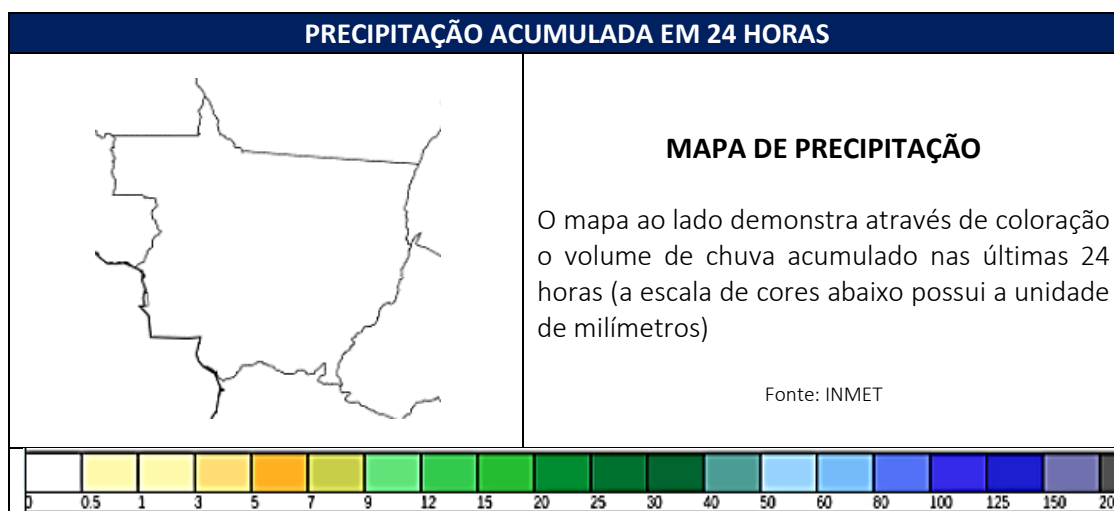 PRECIPITAÇÃO ACUMULADA EM 24 HORAS
MAPA DE PRECIPITAÇÃO
O mapa ao lado demonstra através de coloração
o volume de chuva acumulado nas últimas 24
horas (a escala de cores abaixo possui a unidade
de milímetros)
Fonte: INMET
0 0.5 1 3 5 7 9 12 15 20 25 30 40 50 60 80 100 125 150